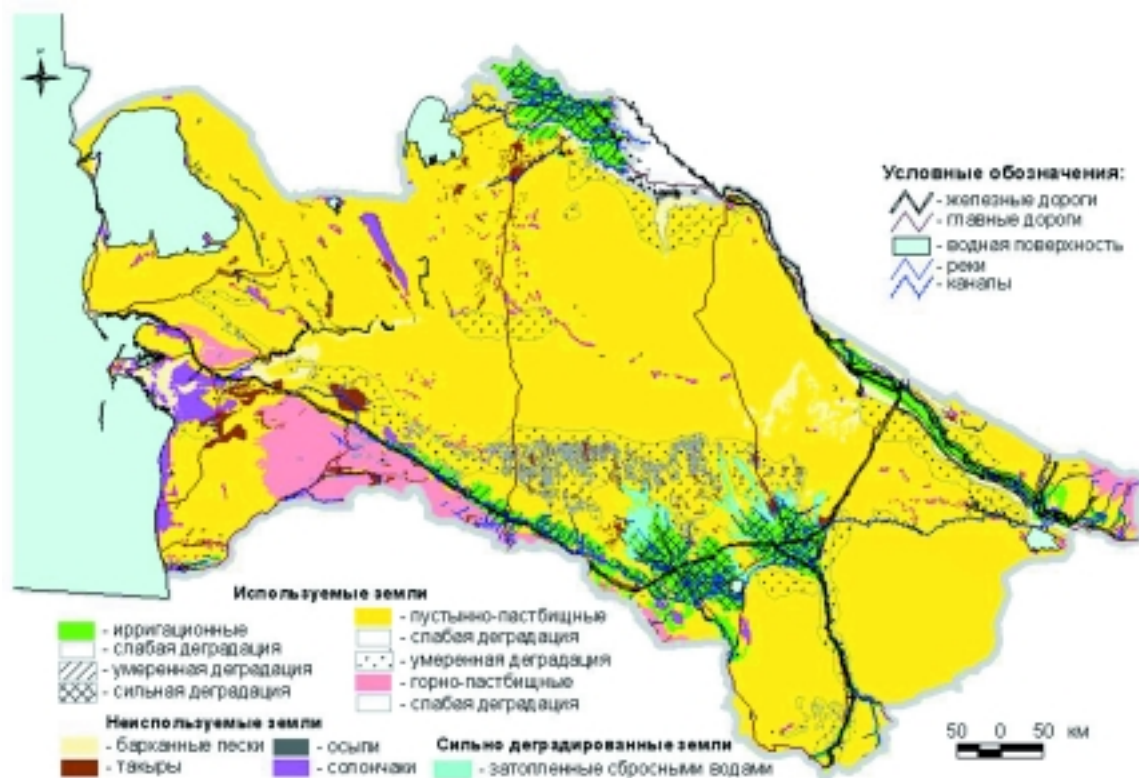 Условные обозначения:
- железные дороги
- главные дороги
- водная поверхность
- реки
- каналы
Используемые земли
- ирригационные
- слабая деградация
- умеренная деградация
- сильная деградация
- пустынно-пастбищные
- слабая деградация
- умеренная деградация
- горно-пастбищные
- слабая деградация
Неиспользуемые земли
- барханные пески
- такыры
- осыпи
- солончаки
Сильно деградированные земли
- затопленные сбросными водами
50 0 50 км